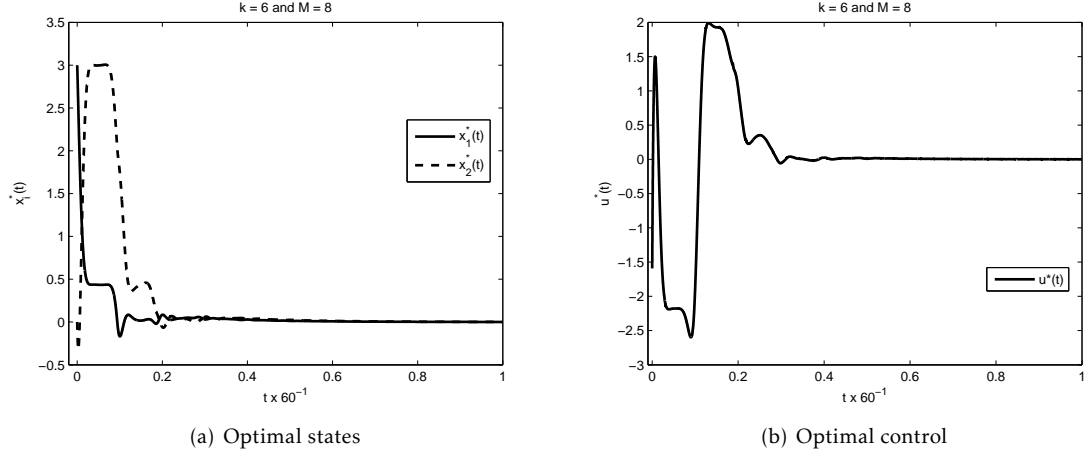 k = 6 and M = 8
3.5
3
2.5
2
1.5
1
0.5
0
−0.5
x_i^*(t)
0
0.2
0.4
0.6
0.8
1
t x 60^{−1}
x_1^*(t)
x_2^*(t)
(a) Optimal states
k = 6 and M = 8
2
1.5
1
0.5
0
−0.5
−1
−1.5
−2
−2.5
−3
u^*(t)
0
0.2
0.4
0.6
0.8
1
t x 60^{−1}
u*(t)
(b) Optimal control